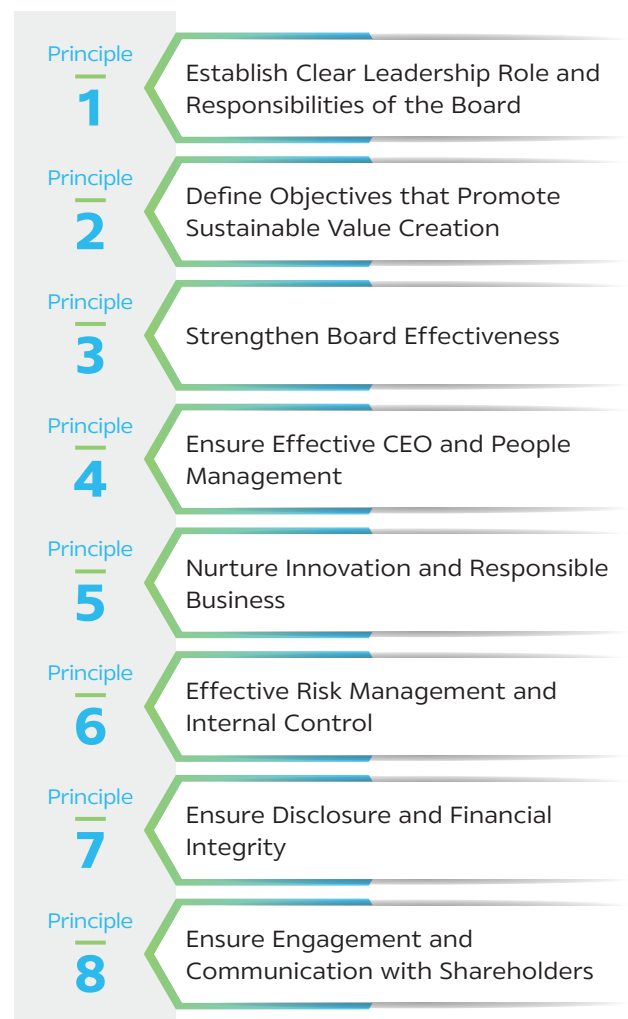 Principle
1
Establish Clear Leadership Role and
Responsibilities of the Board
Principle
2
Define Objectives that Promote
Sustainable Value Creation
Principle
3
Strengthen Board Effectiveness
Principle
4
Ensure Effective CEO and People
Management
Principle
5
Nurture Innovation and Responsible
Business
Principle
6
Effective Risk Management and
Internal Control
Principle
7
Ensure Disclosure and Financial
Integrity
Principle
8
Ensure Engagement and
Communication with Shareholders